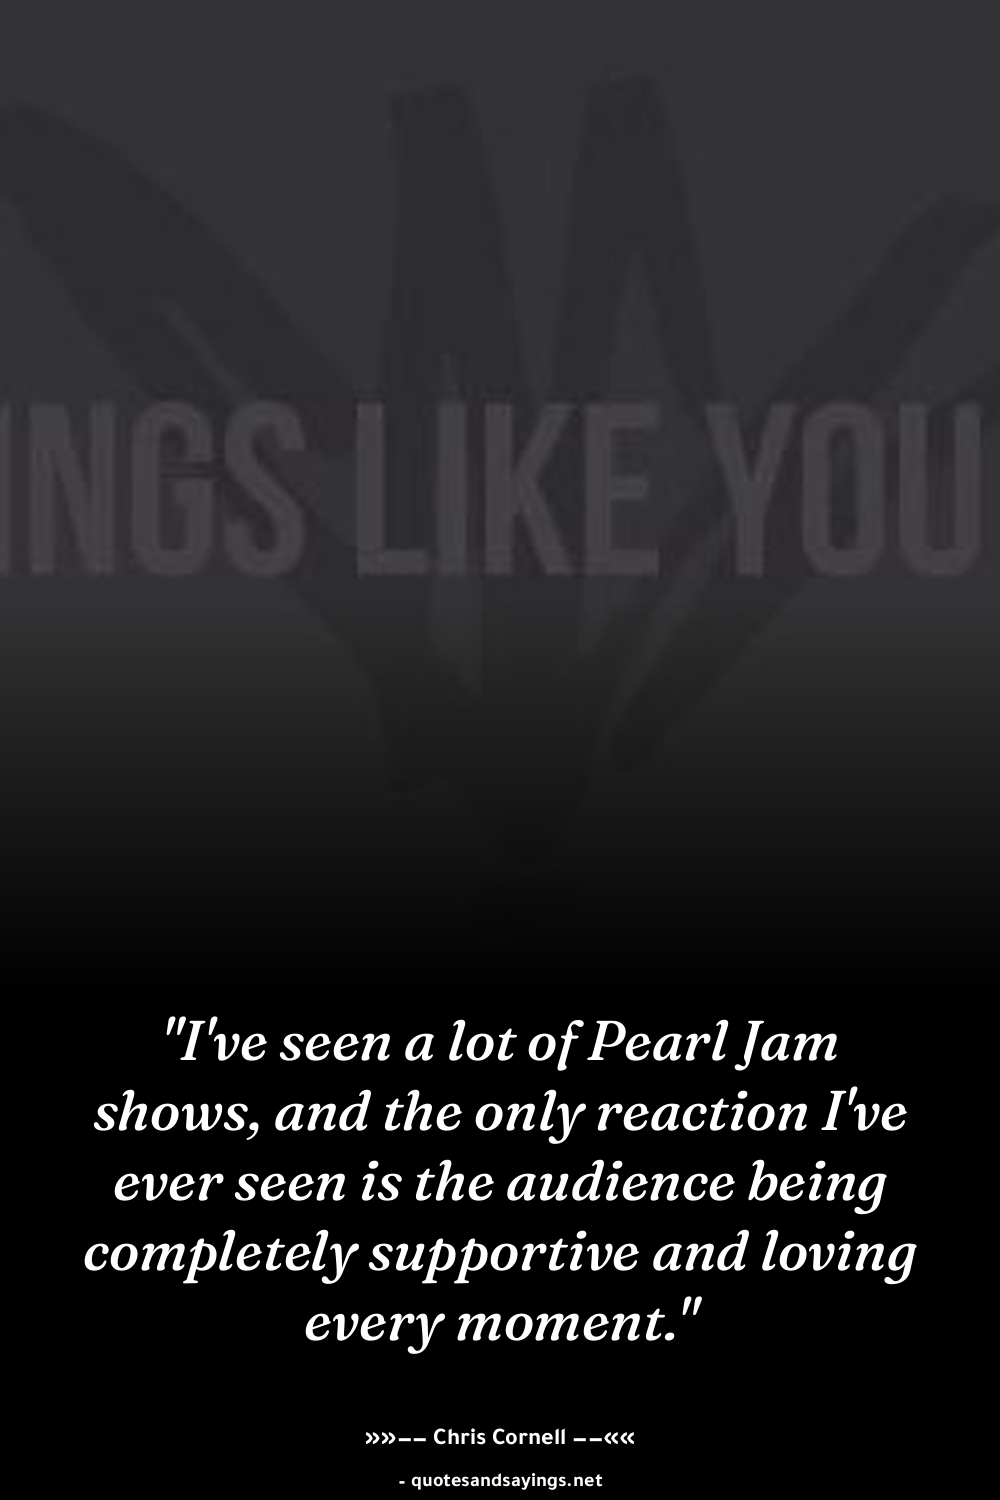 INGS LIKE YOU
"I've seen a lot of Pearl Jam
shows, and the only reaction I've
ever seen is the audience being
completely supportive and loving
every moment."
»»−− Chris Cornell −−««
- quotesandsayings.net